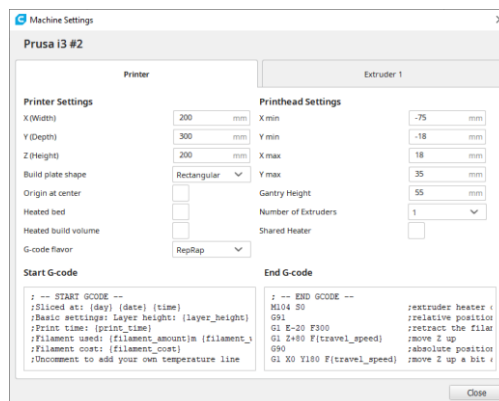 Machine Settings
Prusa i3 #2
Printer
Extruder 1
Printer Settings
X (Width) 200 mm
Y (Depth) 300 mm
Z (Height) 200 mm
Build plate shape Rectangular
Origin at center
Heated bed
Heated build volume
G-code flavor RepRap
Printhead Settings
X min -75 mm
Y min -18 mm
X max 18 mm
Y max 35 mm
Gantry Height 55 mm
Number of Extruders 1
Shared Heater
Start G-code
; -- START GCODE --
;Sliced at: {day} {date} {time}
;Basic settings: Layer height: {layer_height}
;Print time: {print_time}
;Filament used: {filament_amount}m {filament_
;Filament cost: {filament_cost}
;Uncomment to add your own temperature line
End G-code
; -- END GCODE --
M104 S0 ;extruder heater
G91 ;relative position
G1 E-20 F300 ;retract the fila
G1 Z+80 F{travel_speed} ;move Z up
G90 ;absolute position
G1 X0 Y180 F{travel_speed} ;move Z up a bit
Close